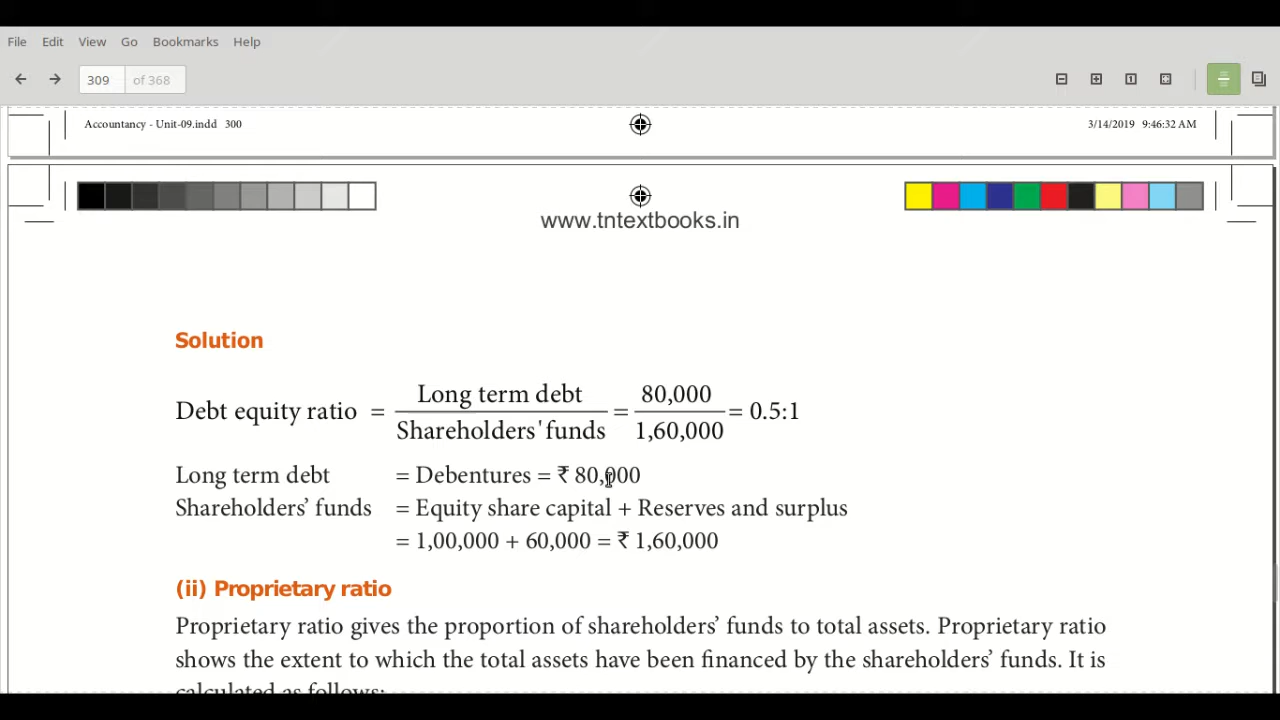 File Edit View Go Bookmarks Help
309 of 368
Accountancy - Unit-09.indd 300 3/14/2019 9:46:32 AM
www.tntextbooks.in
Solution
Debt equity ratio = Long term debt / Shareholders' funds = 80,000 / 1,60,000 = 0.5:1
Long term debt = Debentures = ₹ 80,000
Shareholders’ funds = Equity share capital + Reserves and surplus
= 1,00,000 + 60,000 = ₹ 1,60,000
(ii) Proprietary ratio
Proprietary ratio gives the proportion of shareholders’ funds to total assets. Proprietary ratio
shows the extent to which the total assets have been financed by the shareholders’ funds. It is
calculated as follows: